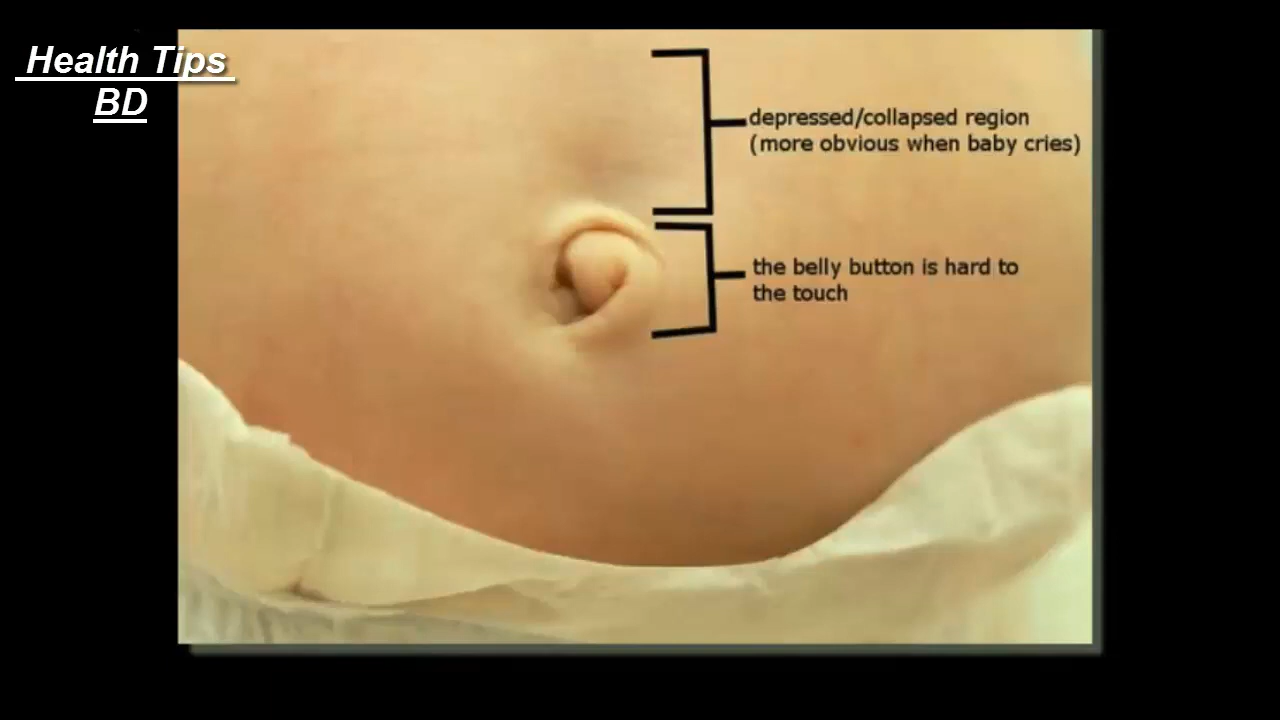 Health Tips
BD
depressed/collapsed region
(more obvious when baby cries)
the belly button is hard to
the touch